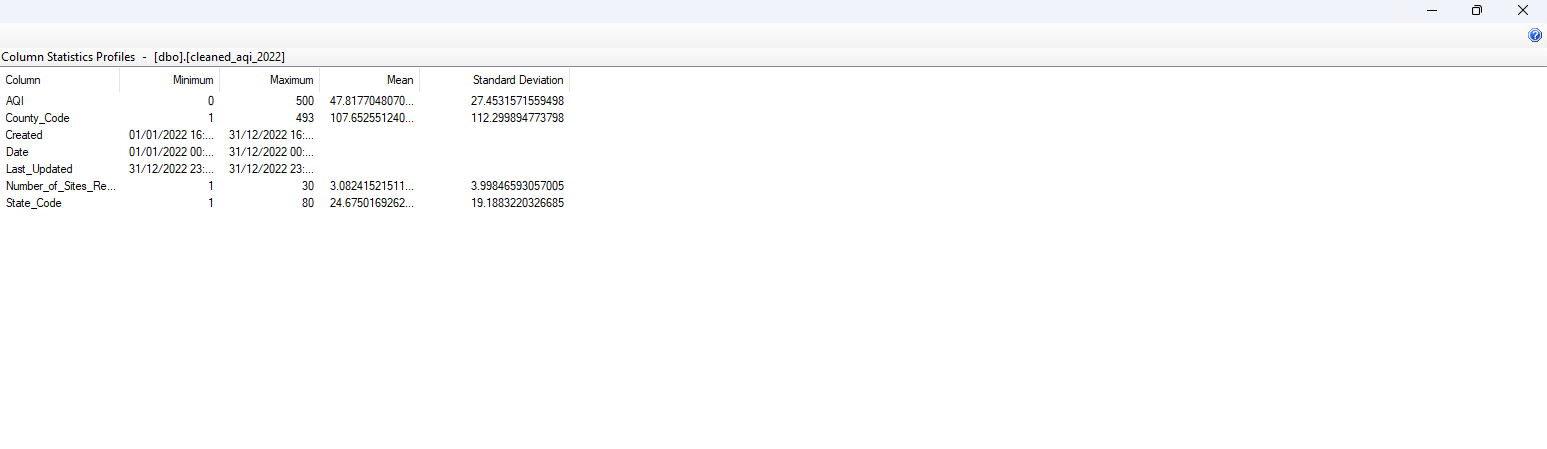 Column Statistics Profiles - [dbo].[cleaned_aqi_2022]
Column Minimum Maximum Mean Standard Deviation
AQI 0 500 47.8177048070... 27.4531571559498
County_Code 1 493 107.652551240... 112.299894773798
Created 01/01/2022 16:... 31/12/2022 16:...
Date 01/01/2022 00:... 31/12/2022 00:...
Last_Updated 31/12/2022 23:... 31/12/2022 23:...
Number_of_Sites_Re... 1 30 3.08241521511... 3.99846593057005
State_Code 1 80 24.6750169262... 19.1883220326685